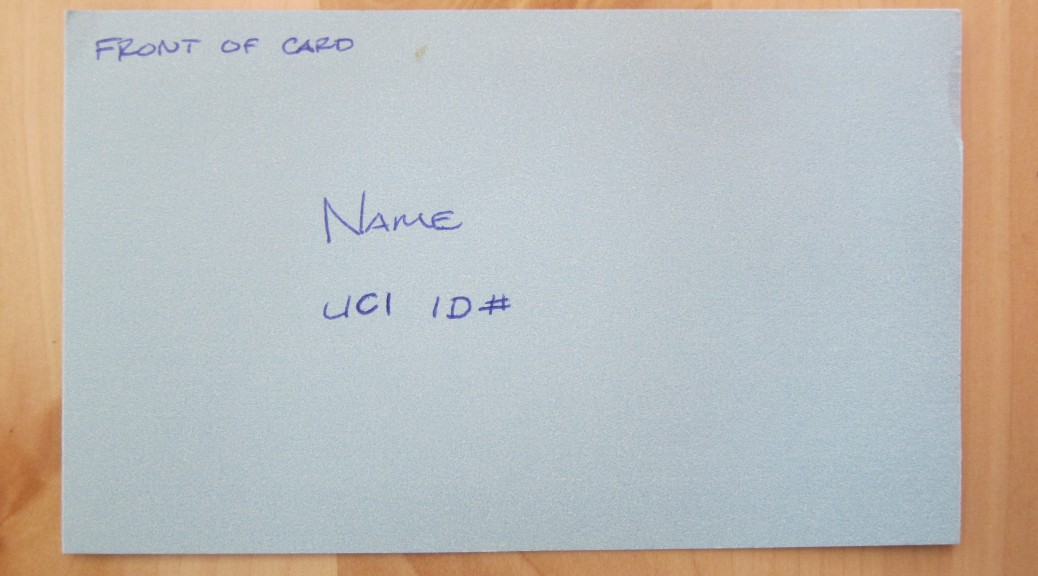 FRONT OF CARD
NAME
UCI ID#